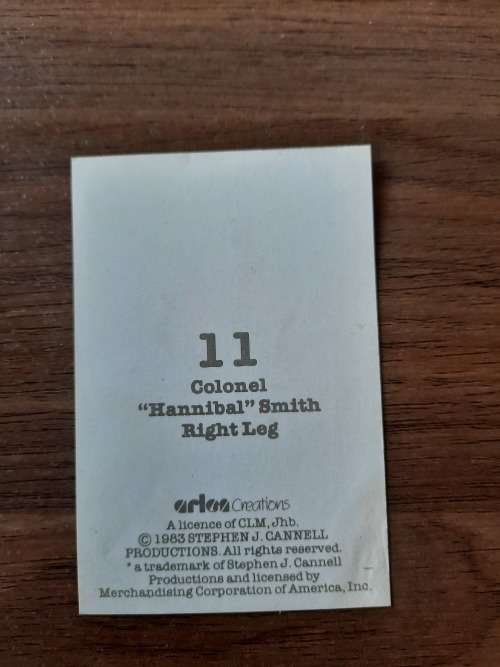 11
Colonel
“Hannibal” Smith
Right Leg
arion Creations
A licence of CLM, Jhb.
© 1983 STEPHEN J. CANNELL
PRODUCTIONS. All rights reserved.
* a trademark of Stephen J. Cannell
Productions and licensed by
Merchandising Corporation of America, Inc.